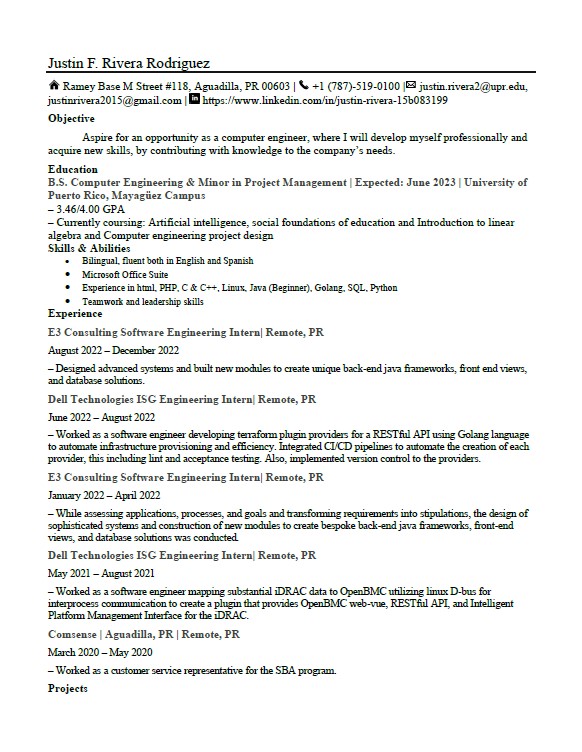 Justin F. Rivera Rodriguez
Ramey Base M Street #118, Aguadilla, PR 00603 | +1 (787)-519-0100 | justin.rivera2@upr.edu,
justinrivera2015@gmail.com | https://www.linkedin.com/in/justin-rivera-15b083199
Objective
Aspire for an opportunity as a computer engineer, where I will develop myself professionally and
acquire new skills, by contributing with knowledge to the company’s needs.
Education
B.S. Computer Engineering & Minor in Project Management | Expected: June 2023 | University of
Puerto Rico, Mayagüez Campus
– 3.46/4.00 GPA
– Currently coursing: Artificial intelligence, social foundations of education and Introduction to linear
algebra and Computer engineering project design
Skills & Abilities
• Bilingual, fluent both in English and Spanish
• Microsoft Office Suite
• Experience in html, PHP, C & C++, Linux, Java (Beginner), Golang, SQL, Python
• Teamwork and leadership skills
Experience
E3 Consulting Software Engineering Intern| Remote, PR
August 2022 – December 2022
– Designed advanced systems and built new modules to create unique back-end java frameworks, front end views,
and database solutions.
Dell Technologies ISG Engineering Intern| Remote, PR
June 2022 – August 2022
– Worked as a software engineer developing terraform plugin providers for a RESTful API using Golang language
to automate infrastructure provisioning and efficiency. Integrated CI/CD pipelines to automate the creation of each
provider, this including lint and acceptance testing. Also, implemented version control to the providers.
E3 Consulting Software Engineering Intern| Remote, PR
January 2022 – April 2022
– While assessing applications, processes, and goals and transforming requirements into stipulations, the design of
sophisticated systems and construction of new modules to create bespoke back-end java frameworks, front-end
views, and database solutions was conducted.
Dell Technologies ISG Engineering Intern| Remote, PR
May 2021 – August 2021
– Worked as a software engineer mapping substantial iDRAC data to OpenBMC utilizing linux D-bus for
interprocess communication to create a plugin that provides OpenBMC web-vue, RESTful API, and Intelligent
Platform Management Interface for the iDRAC.
Comsense | Aguadilla, PR | Remote, PR
March 2020 – May 2020
– Worked as a customer service representative for the SBA program.
Projects